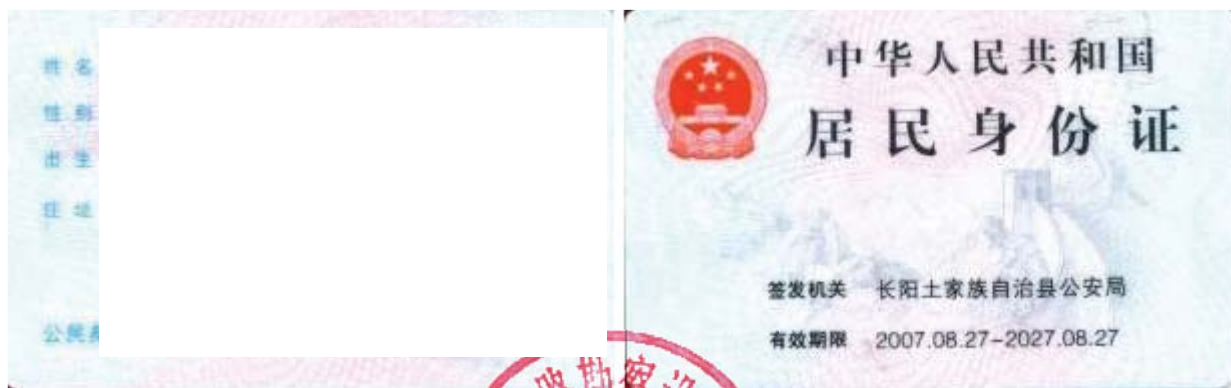 姓 名
性 别
出 生
住 址
公民
中华人民共和国
居民身份证
签发机关 长阳土家族自治县公安局
有效期限 2007.08.27-2027.08.27
勘